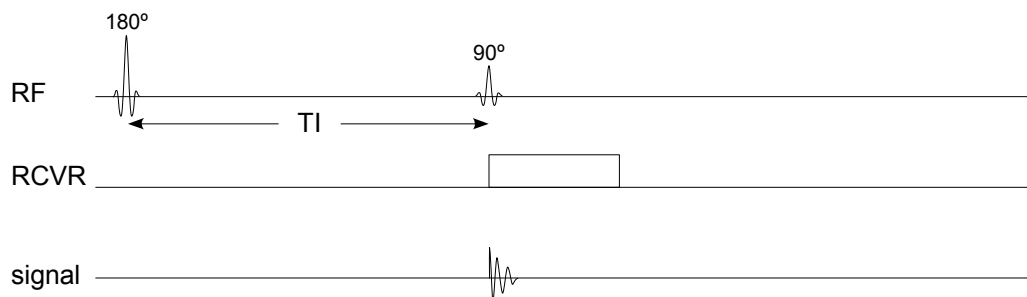 180º
90º
RF
TI
RCVR
signal